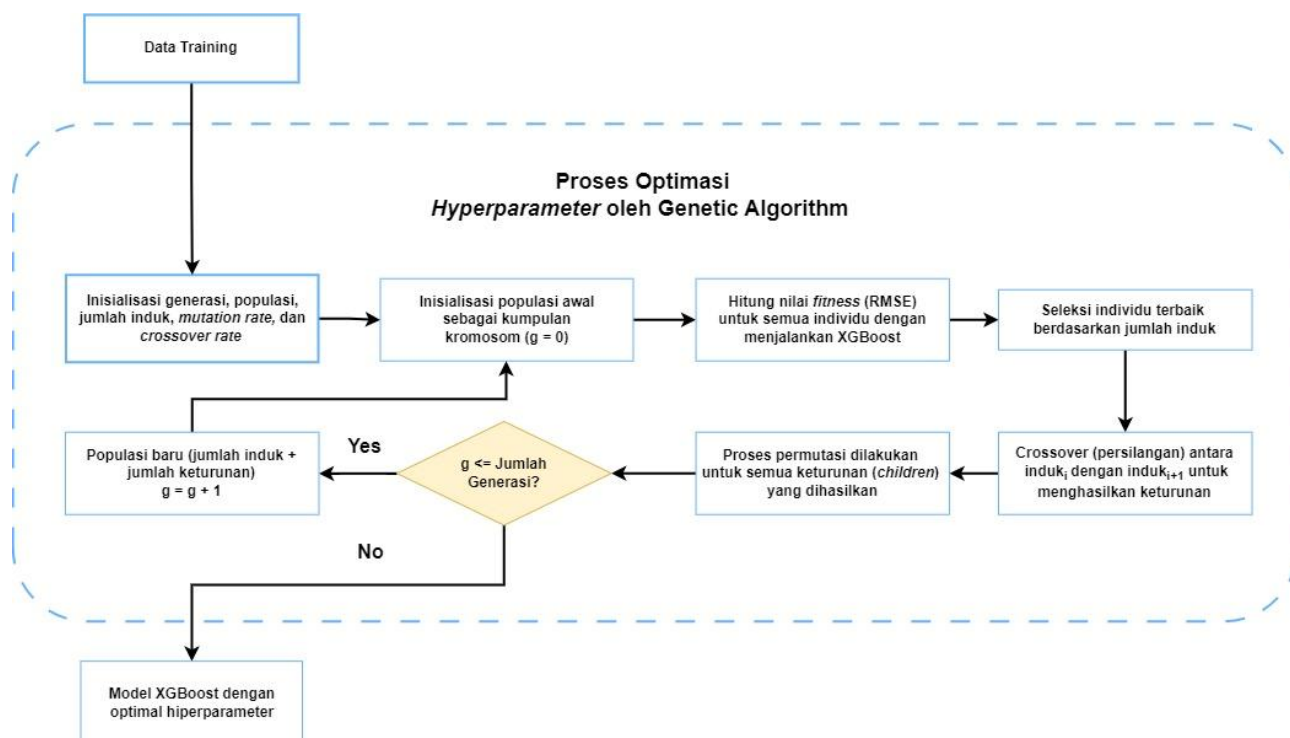 Data Training
Proses Optimasi
Hyperparameter oleh Genetic Algorithm
Inisialisasi generasi, populasi,
jumlah induk, mutation rate, dan
crossover rate
Inisialisasi populasi awal
sebagai kumpulan
kromosom (g = 0)
Hitung nilai fitness (RMSE)
untuk semua individu dengan
menjalankan XGBoost
Seleksi individu terbaik
berdasarkan jumlah induk
Crossover (persilangan) antara
induk_i dengan induk_{i+1} untuk
menghasilkan keturunan
Proses permutasi dilakukan
untuk semua keturunan (children)
yang dihasilkan
g <= Jumlah
Generasi?
Yes
Populasi baru (jumlah induk +
jumlah keturunan)
g = g + 1
No
Model XGBoost dengan
optimal hiperparameter